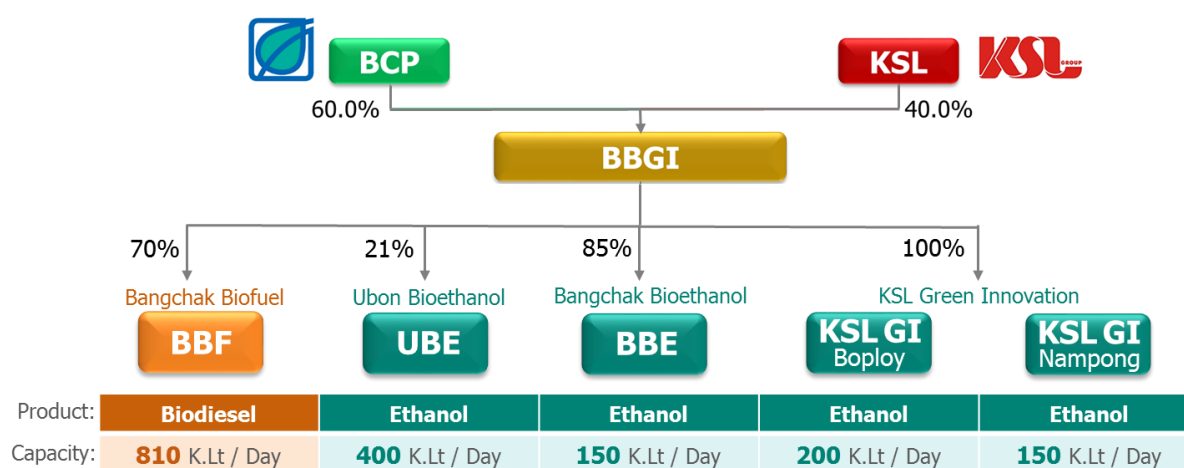 BCP
KSL
KSL GROUP
60.0%
40.0%
BBGI
70%
21%
85%
100%
Bangchak Biofuel
Ubon Bioethanol
Bangchak Bioethanol
KSL Green Innovation
BBF
UBE
BBE
KSL GI
Boploy
KSL GI
Nampong
Product: Biodiesel Ethanol Ethanol Ethanol Ethanol
Capacity: 810 K.Lt / Day 400 K.Lt / Day 150 K.Lt / Day 200 K.Lt / Day 150 K.Lt / Day